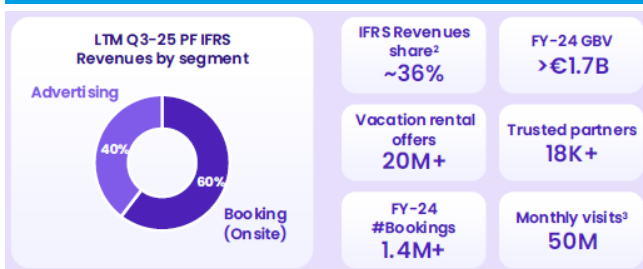 LTM Q3-25 PF IFRS
Revenues by segment
Advertising
40%
60%
Booking
(Onsite)
IFRS Revenues
share²
~36%
FY-24 GBV
>€1.7B
Vacation rental
offers
20M+
Trusted partners
18K+
FY-24
#Bookings
1.4M+
Monthly visits³
50M